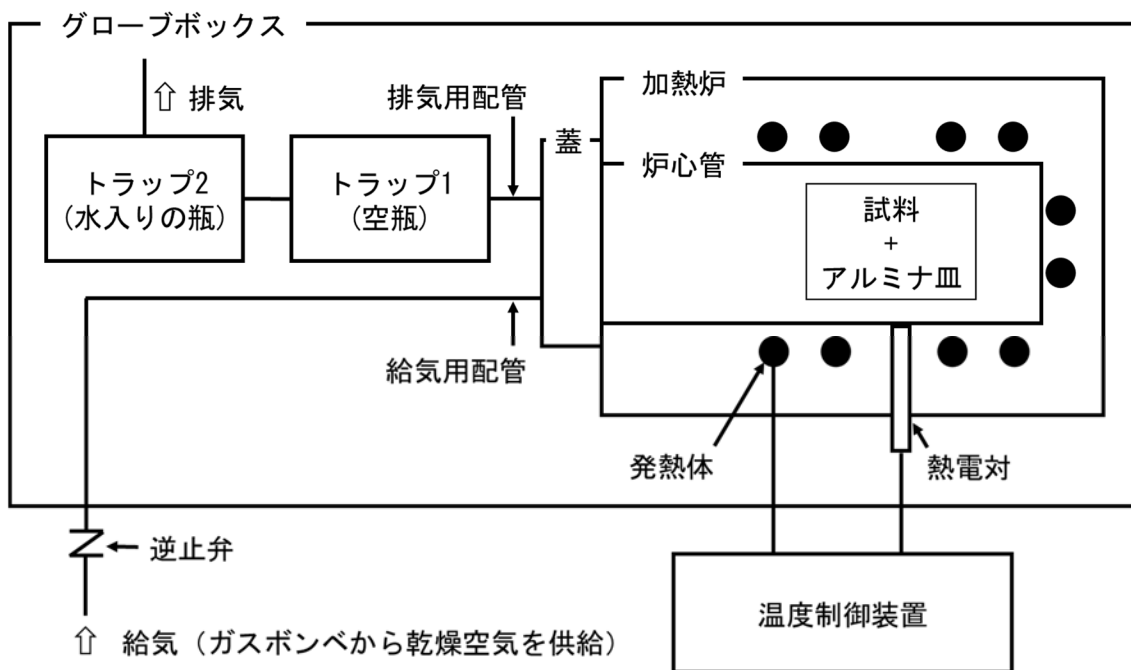 グローブボックス
⇧ 排気
排気用配管
蓋
加熱炉
炉心管
トラップ2
(水入りの瓶)
トラップ1
(空瓶)
試料
+
アルミナ皿
給気用配管
発熱体
熱電対
逆止弁
温度制御装置
⇧ 給気（ガスボンベから乾燥空気を供給）